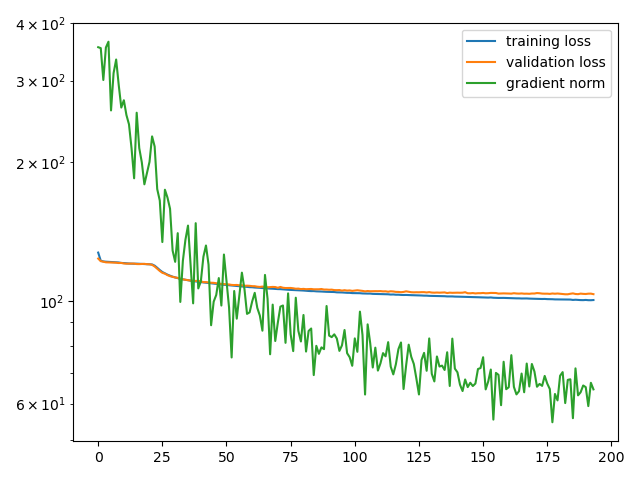 4 × 10²
3 × 10²
2 × 10²
10²
6 × 10¹
0 25 50 75 100 125 150 175 200
training loss
validation loss
gradient norm